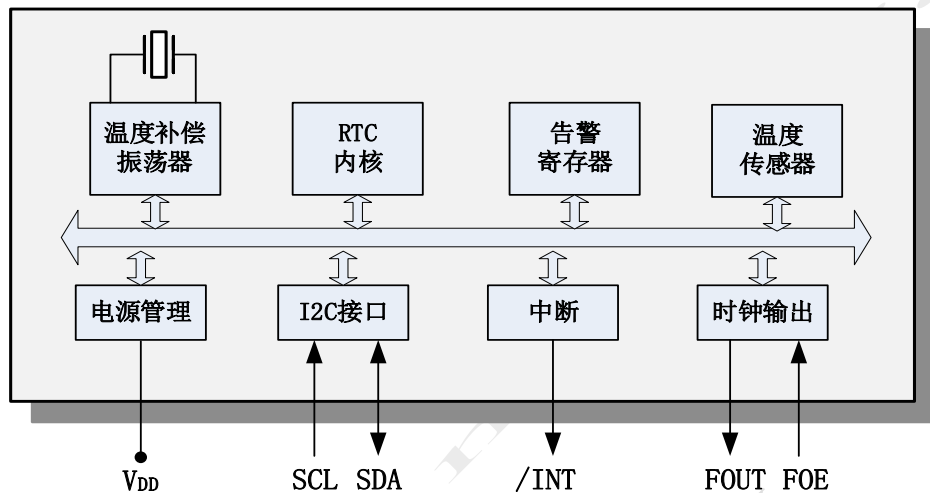 温度补偿
振荡器
RTC
内核
告警
寄存器
温度
传感器
电源管理
I2C接口
中断
时钟输出
VDD
SCL SDA
/INT
FOUT FOE